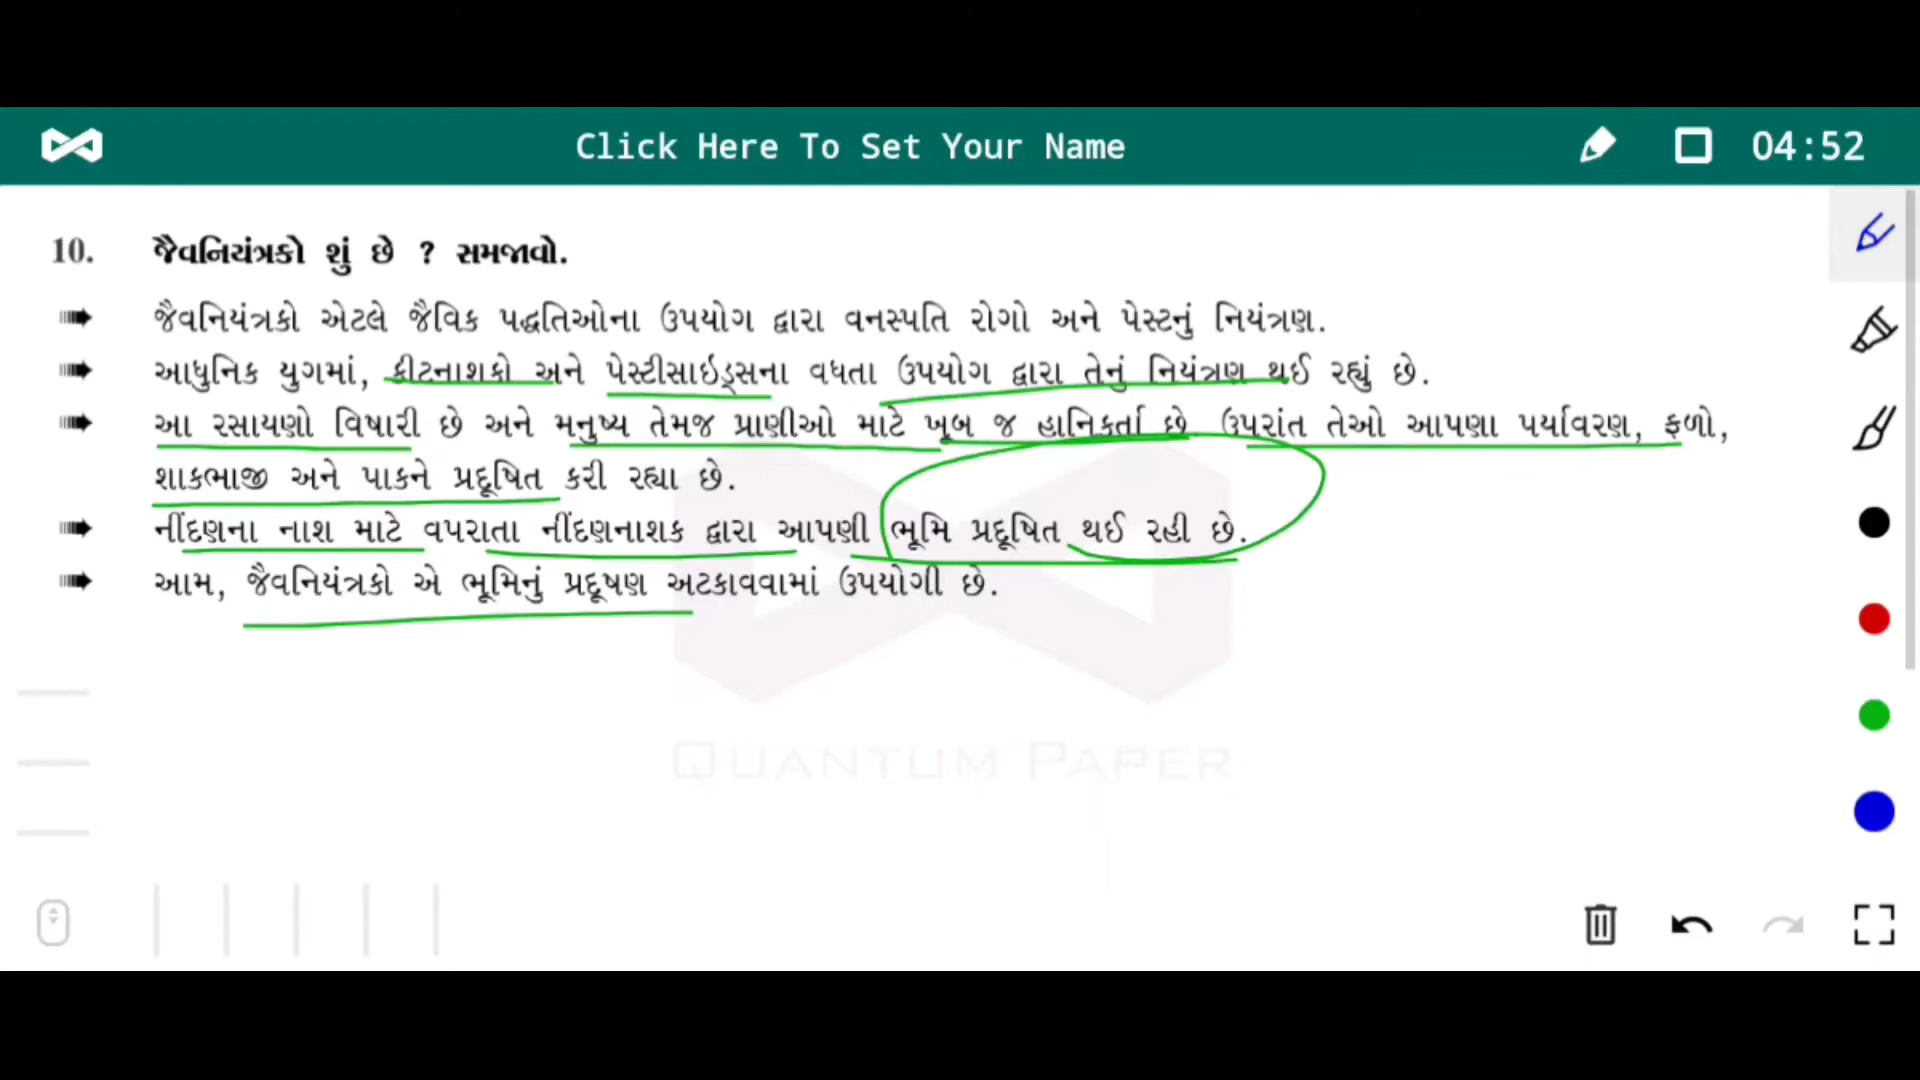 Click Here To Set Your Name
04:52
10. જૈવનિયંત્રકો શું છે ? સમજાવો.
જૈવનિયંત્રકો એટલે જૈવિક પદ્ધતિઓના ઉપયોગ દ્વારા વનસ્પતિ રોગો અને પેસ્ટનું નિયંત્રણ.
આધુનિક યુગમાં, કીટનાશકો અને પેસ્ટીસાઇડ્સના વધતા ઉપયોગ દ્વારા તેનું નિયંત્રણ થઈ રહ્યું છે.
આ રસાયણો વિષારી છે અને મનુષ્ય તેમજ પ્રાણીઓ માટે ખૂબ જ હાનિકર્તા છે. ઉપરાંત તેઓ આપણા પર્યાવરણ, ફળો,
શાકભાજી અને પાકને પ્રદૂષિત કરી રહ્યા છે.
નીંદણના નાશ માટે વપરાતા નીંદણનાશક દ્વારા આપણી ભૂમિ પ્રદૂષિત થઈ રહી છે.
આમ, જૈવનિયંત્રકો એ ભૂમિનું પ્રદૂષણ અટકાવવામાં ઉપયોગી છે.
QUANTUM PAPER